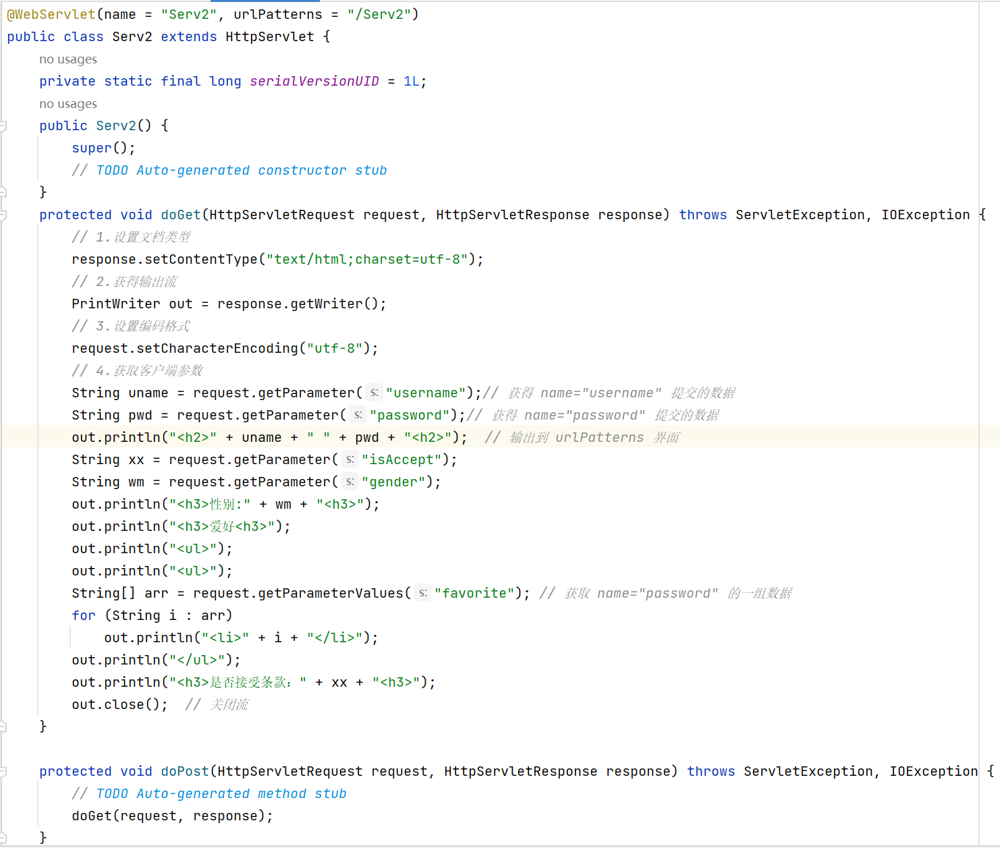 @WebServlet(name = "Serv2", urlPatterns = "/Serv2")
public class Serv2 extends HttpServlet {
no usages
private static final long serialVersionUID = 1L;
no usages
public Serv2() {
super();
// TODO Auto-generated constructor stub
}
protected void doGet(HttpServletRequest request, HttpServletResponse response) throws ServletException, IOException {
// 1.设置文档类型
response.setContentType("text/html;charset=utf-8");
// 2.获得输出流
PrintWriter out = response.getWriter();
// 3.设置编码格式
request.setCharacterEncoding("utf-8");
// 4.获取客户端参数
String uname = request.getParameter( s: "username");// 获得 name="username" 提交的数据
String pwd = request.getParameter( s: "password");// 获得 name="password" 提交的数据
out.println("<h2>" + uname + " " + pwd + "<h2>");  // 输出到 urlPatterns 界面
String xx = request.getParameter( s: "isAccept");
String wm = request.getParameter( s: "gender");
out.println("<h3>性别:" + wm + "<h3>");
out.println("<h3>爱好<h3>");
out.println("<ul>");
out.println("<ul>");
String[] arr = request.getParameterValues( s: "favorite"); // 获取 name="password" 的一组数据
for (String i : arr)
out.println("<li>" + i + "</li>");
out.println("</ul>");
out.println("<h3>是否接受条款：" + xx + "<h3>");
out.close();  // 关闭流
}
protected void doPost(HttpServletRequest request, HttpServletResponse response) throws ServletException, IOException {
// TODO Auto-generated method stub
doGet(request, response);
}